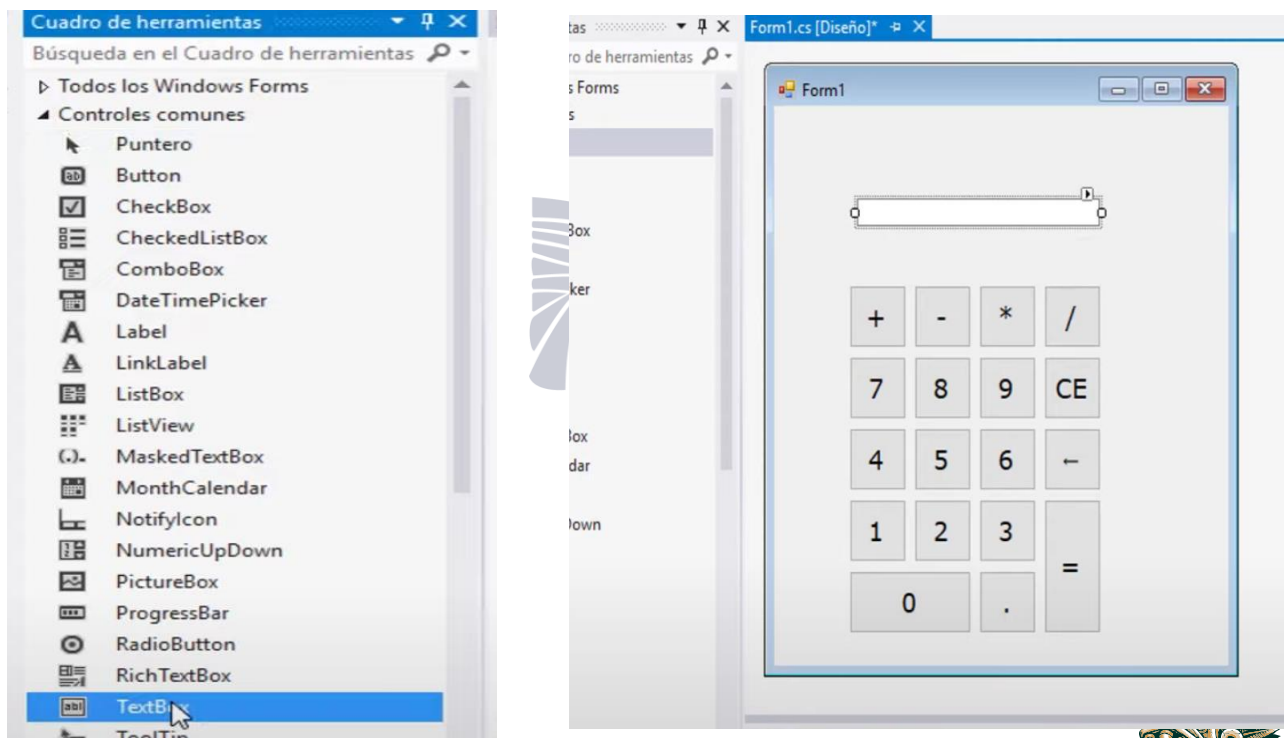 Cuadro de herramientas
Búsqueda en el Cuadro de herramientas
Todos los Windows Forms
Controles comunes
Puntero
Button
CheckBox
CheckedListBox
ComboBox
DateTimePicker
Label
LinkLabel
ListBox
ListView
MaskedTextBox
MonthCalendar
NotifyIcon
NumericUpDown
PictureBox
ProgressBar
RadioButton
RichTextBox
TextBox
ToolTip
tas
ro de herramientas
s Forms
s
Box
ker
Box
dar
Down
Form1.cs [Diseño]*
Form1
+ - * /
7 8 9 CE
4 5 6 ←
1 2 3
=
0 .